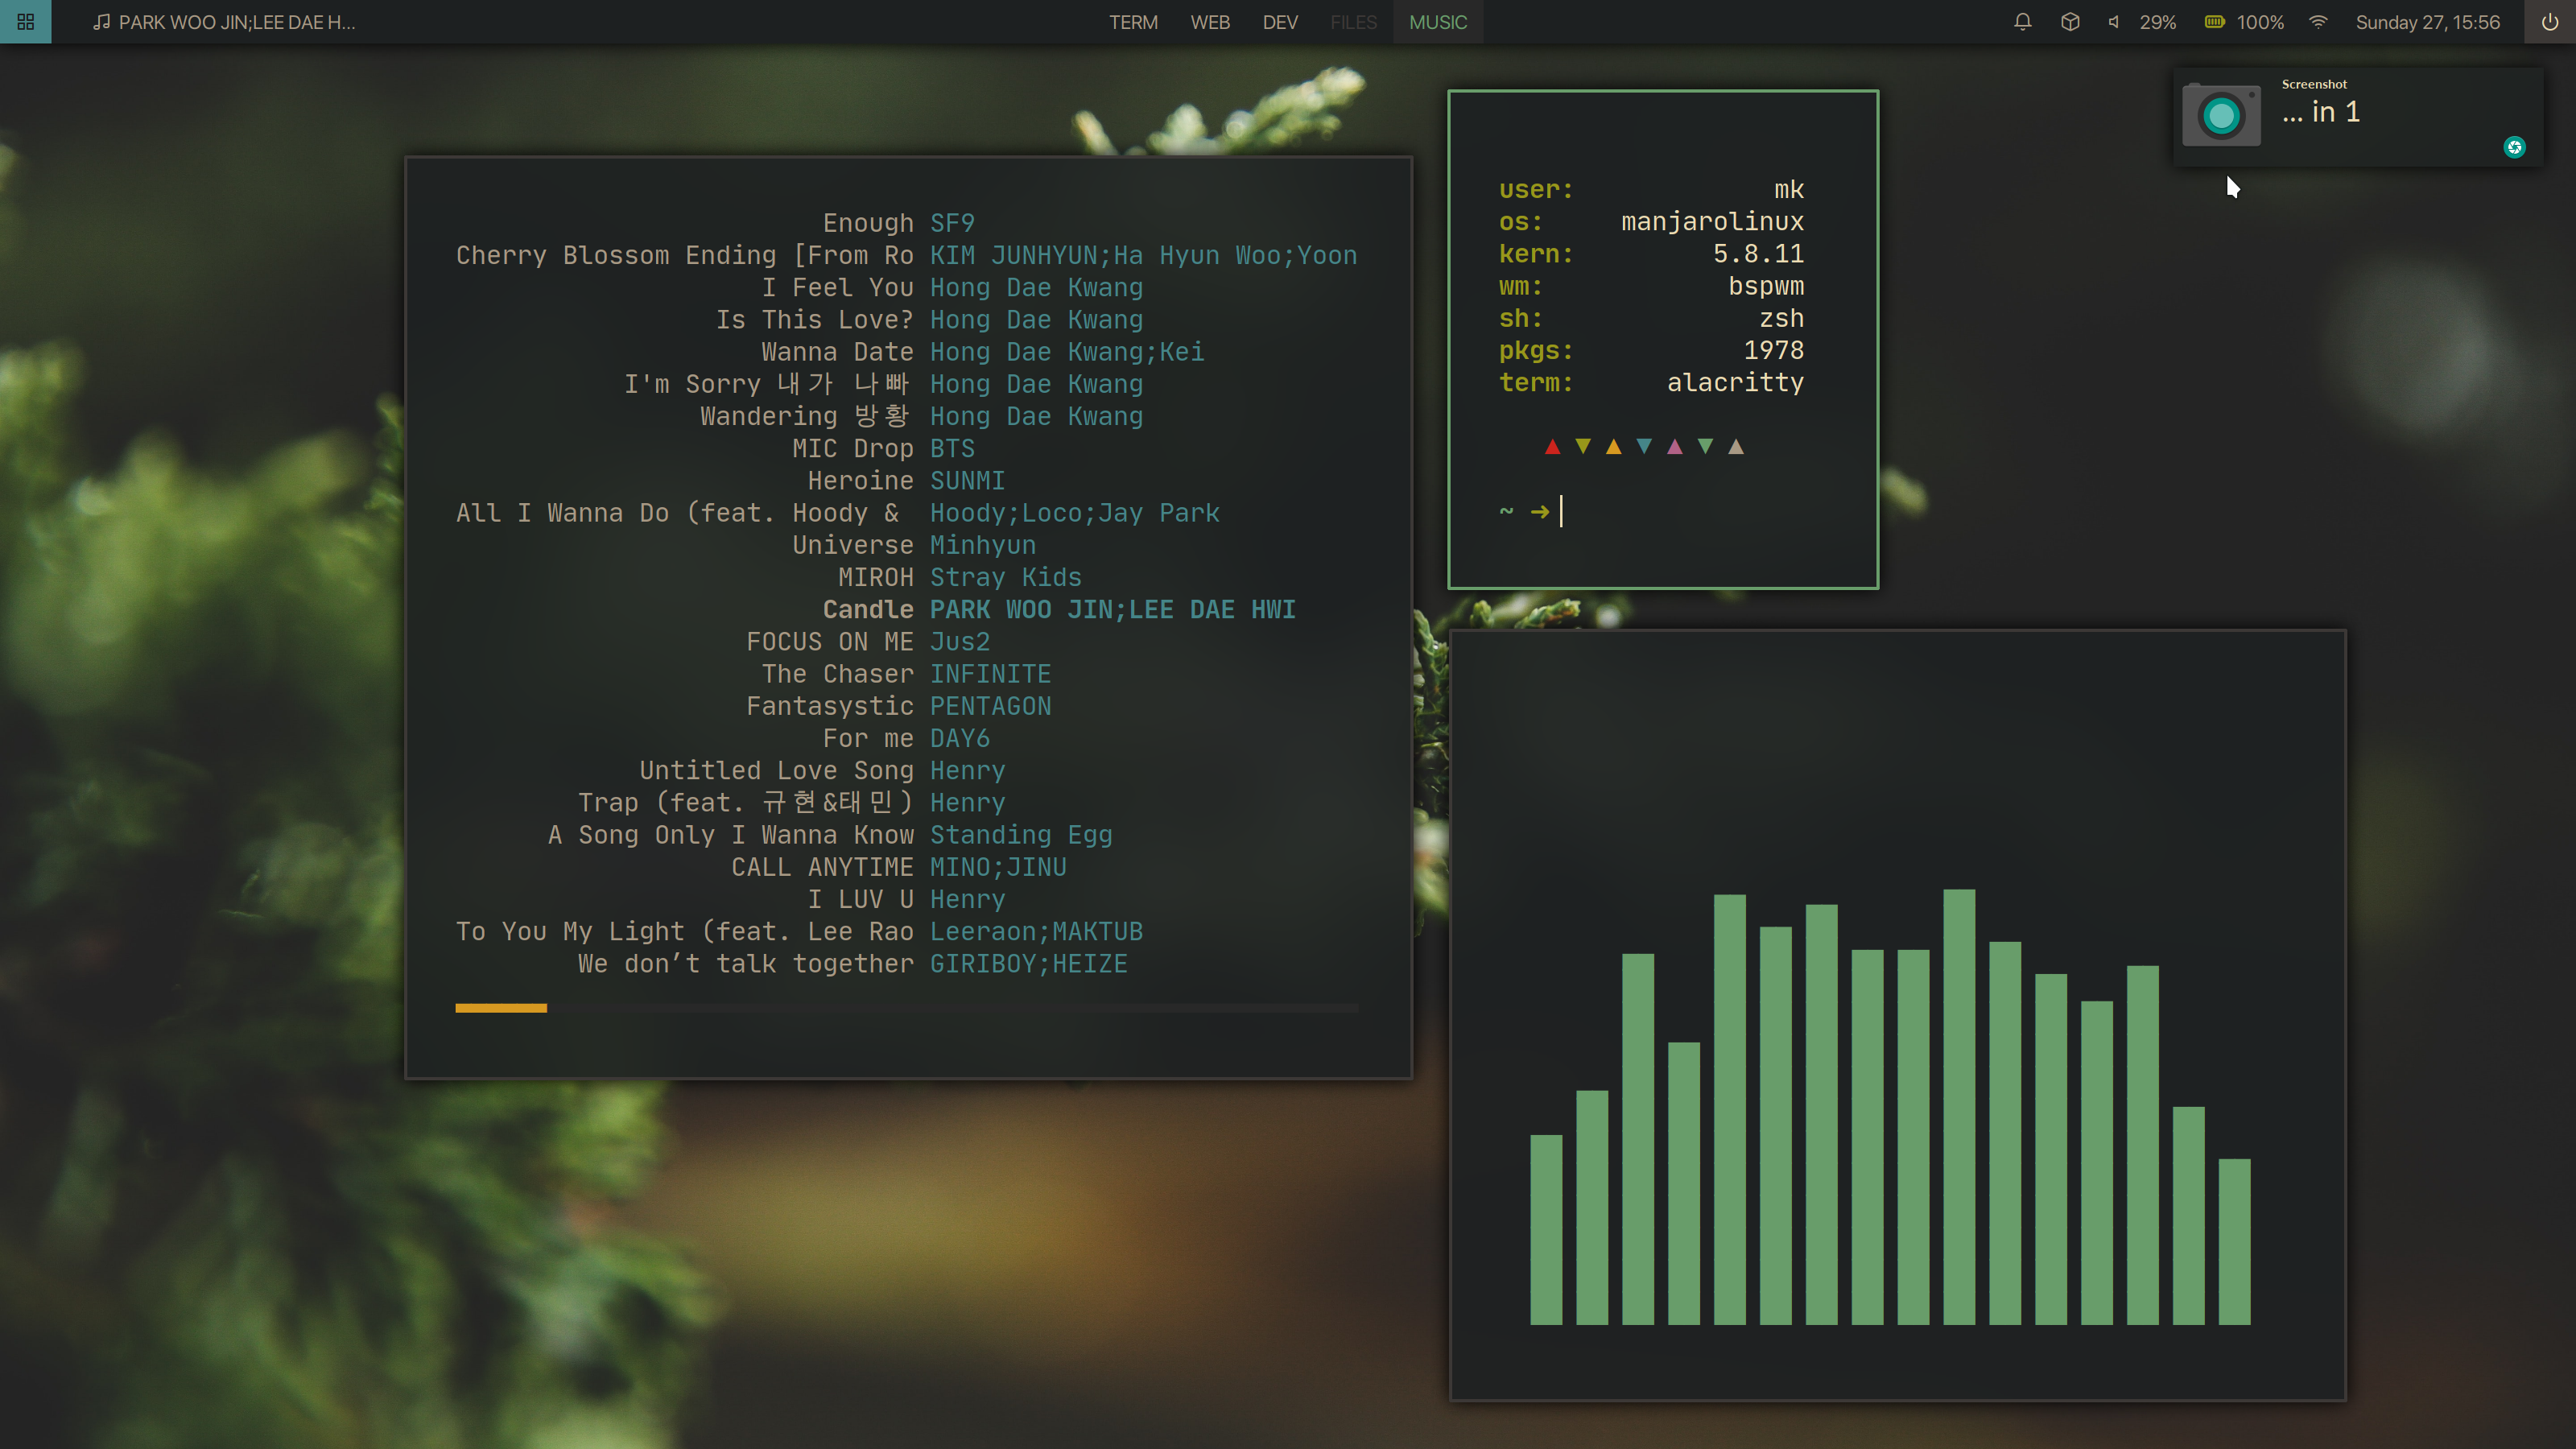 PARK WOO JIN;LEE DAE H...
TERM WEB DEV FILES MUSIC
29% 100% Sunday 27, 15:56
Screenshot
... in 1
Enough SF9
Cherry Blossom Ending [From Ro KIM JUNHYUN;Ha Hyun Woo;Yoon
I Feel You Hong Dae Kwang
Is This Love? Hong Dae Kwang
Wanna Date Hong Dae Kwang;Kei
I'm Sorry 내가 나빠 Hong Dae Kwang
Wandering 방황 Hong Dae Kwang
MIC Drop BTS
Heroine SUNMI
All I Wanna Do (feat. Hoody & Hoody;Loco;Jay Park
Universe Minhyun
MIROH Stray Kids
Candle PARK WOO JIN;LEE DAE HWI
FOCUS ON ME Jus2
The Chaser INFINITE
Fantasystic PENTAGON
For me DAY6
Untitled Love Song Henry
Trap (feat. 규현&태민) Henry
A Song Only I Wanna Know Standing Egg
CALL ANYTIME MINO;JINU
I LUV U Henry
To You My Light (feat. Lee Rao Leeraon;MAKTUB
We don’t talk together GIRIBOY;HEIZE
user: mk
os: manjarolinux
kern: 5.8.11
wm: bspwm
sh: zsh
pkgs: 1978
term: alacritty
~ ➜